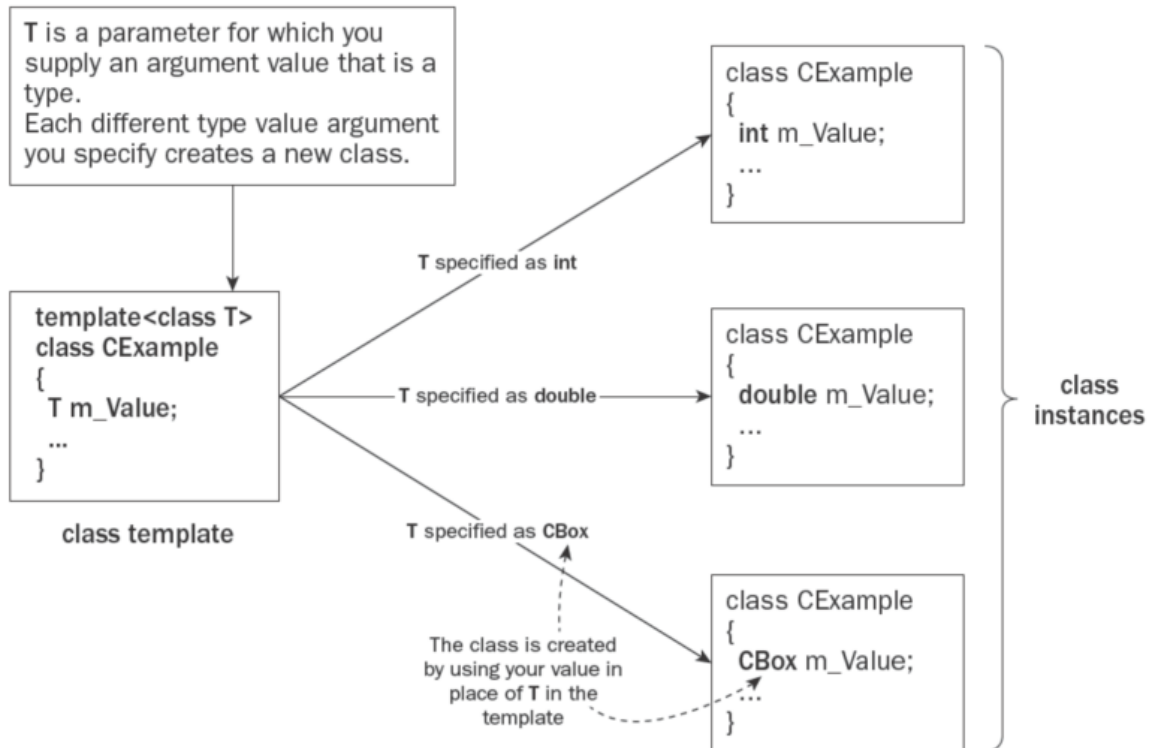 T is a parameter for which you
supply an argument value that is a
type.
Each different type value argument
you specify creates a new class.
template<class T>
class CExample
{
T m_Value;
...
}
class template
T specified as int
T specified as double
T specified as CBox
The class is created
by using your value in
place of T in the
template
class CExample
{
int m_Value;
...
}
class CExample
{
double m_Value;
...
}
class CExample
{
CBox m_Value;
...
}
class
instances